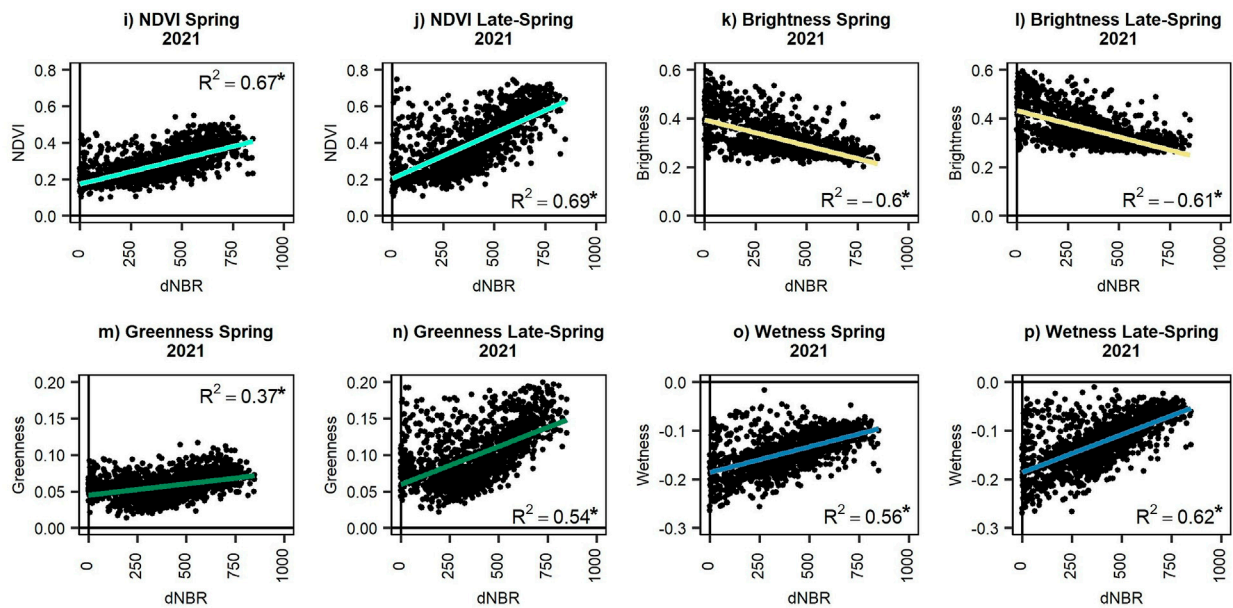 i) NDVI Spring
2021
j) NDVI Late-Spring
2021
k) Brightness Spring
2021
l) Brightness Late-Spring
2021
NDVI
0.8
0.6
0.4
0.2
0.0
R² = 0.67*
0
250
500
750
1000
dNBR
NDVI
0.8
0.6
0.4
0.2
0.0
R² = 0.69*
0
250
500
750
1000
dNBR
Brightness
0.6
0.4
0.2
0.0
R² = −0.6*
0
250
500
750
1000
dNBR
Brightness
0.6
0.4
0.2
0.0
R² = −0.61*
0
250
500
750
1000
dNBR
m) Greenness Spring
2021
n) Greenness Late-Spring
2021
o) Wetness Spring
2021
p) Wetness Late-Spring
2021
Greenness
0.20
0.15
0.10
0.05
0.00
R² = 0.37*
0
250
500
750
1000
dNBR
Greenness
0.20
0.15
0.10
0.05
0.00
R² = 0.54*
0
250
500
750
1000
dNBR
Wetness
0.0
-0.1
-0.2
-0.3
R² = 0.56*
0
250
500
750
1000
dNBR
Wetness
0.0
-0.1
-0.2
-0.3
R² = 0.62*
0
250
500
750
1000
dNBR